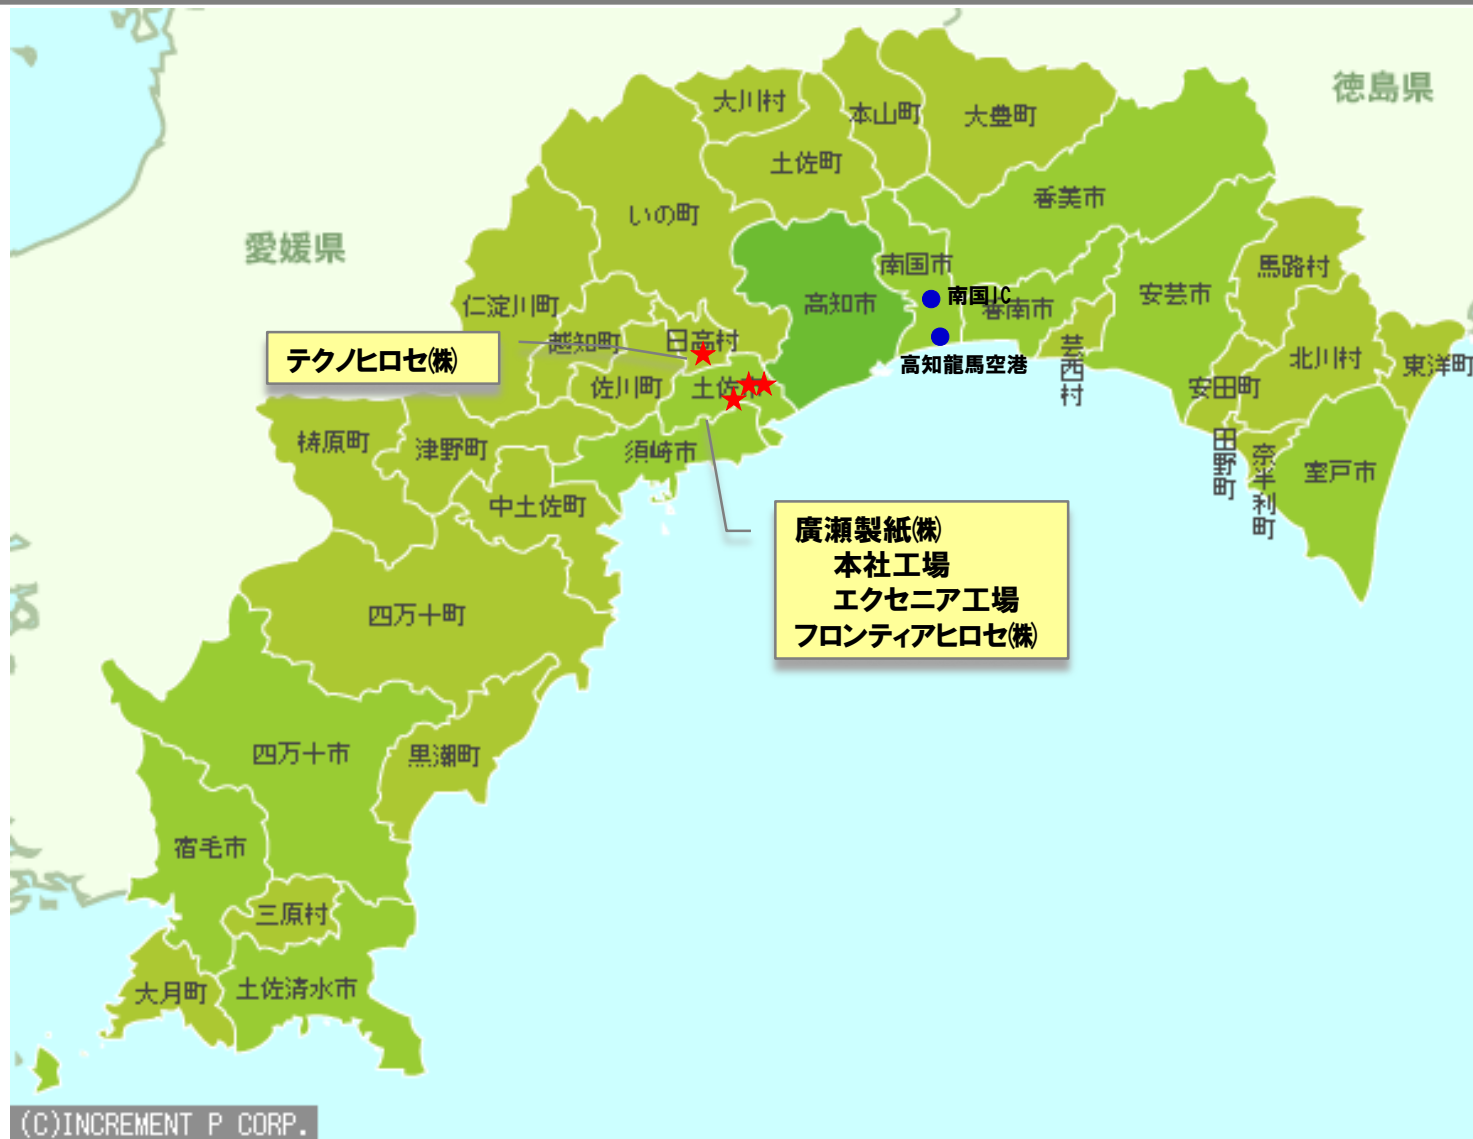 徳島県
大川村
本山町
大豊町
土佐町
香美市
いの町
愛媛県
南国市
馬路村
高知市
安芸市
仁淀川町
南国IC
香南市
越知町
日高村
テクノヒロセ㈱
高知龍馬空港
芸西村
北川村
東洋町
佐川町
土佐市
安田町
梼原町
津野町
須崎市
田野町
奈半利町
室戸市
中土佐町
廣瀬製紙㈱
本社工場
エクセニア工場
フロンティアヒロセ㈱
四万十町
四万十市
黒潮町
宿毛市
三原村
大月町
土佐清水市
(C)INCREMENT P CORP.